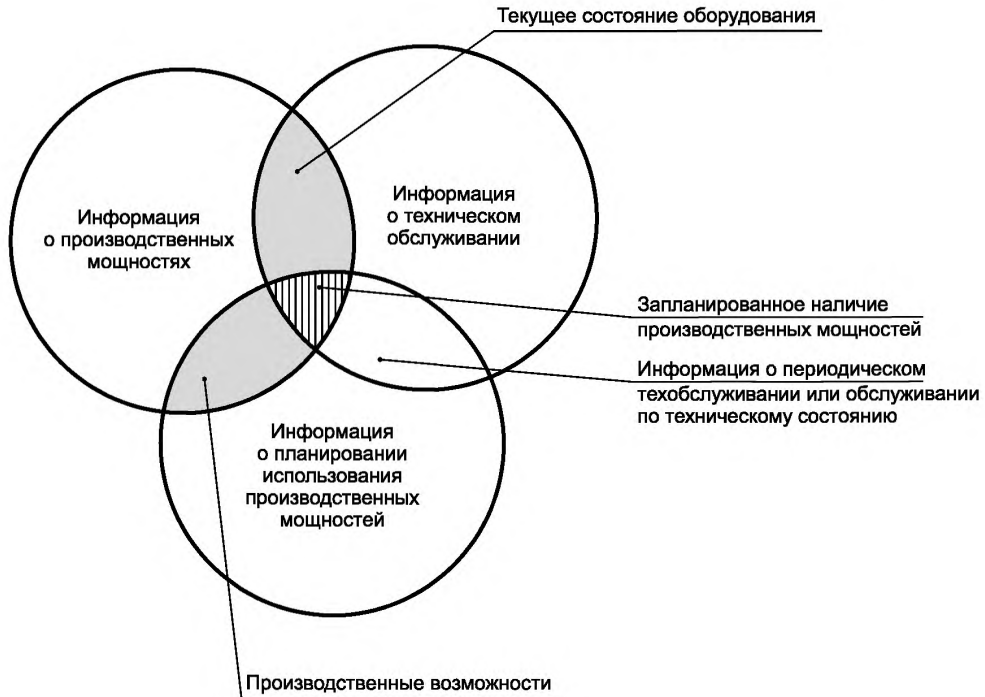 Текущее состояние оборудования
Информация
о производственных
мощностях
Информация
о техническом
обслуживании
Запланированное наличие
производственных мощностей
Информация о периодическом
техобслуживании или обслуживании
по техническому состоянию
Информация
о планировании
использования
производственных
мощностей
Производственные возможности